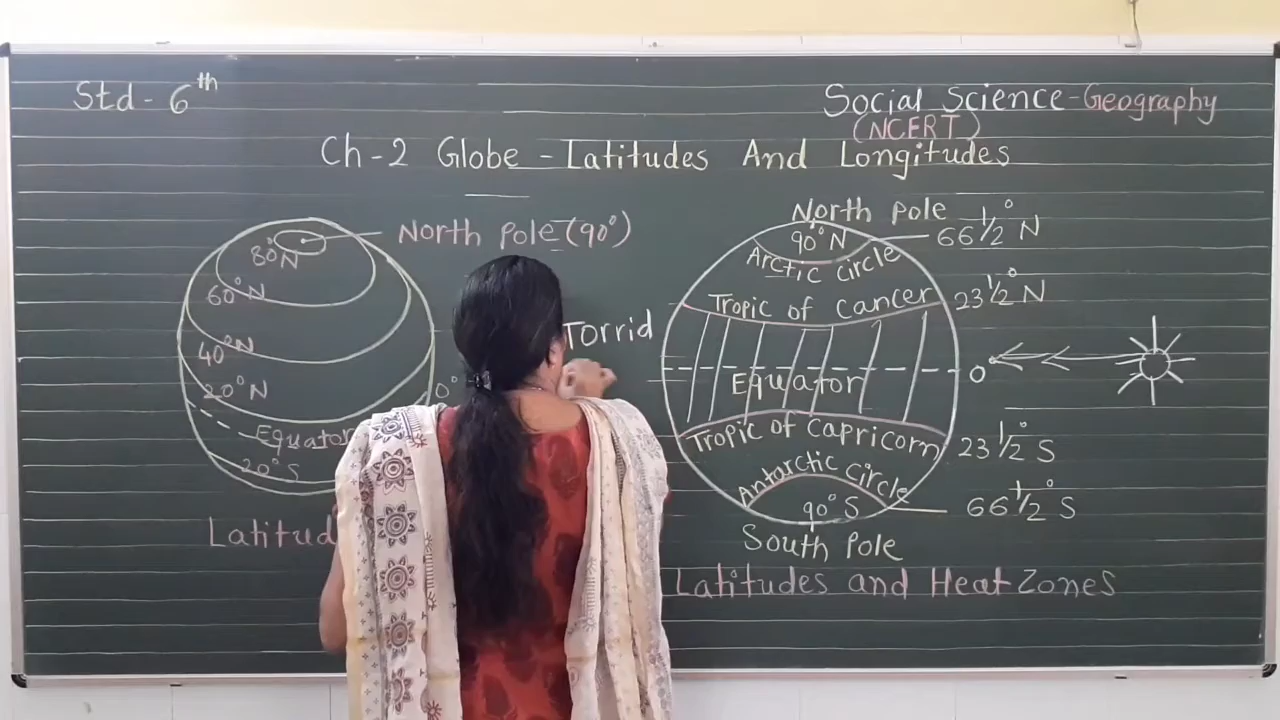 Std - 6th
Social Science - Geography
(NCERT)
Ch - 2 Globe - Latitudes And Longitudes
North Pole (90°)
80°N
60°N
40°N
20°N
0°
Equator
20°S
North Pole
90°N
66 1/2° N
Arctic circle
Tropic of Cancer
23 1/2° N
Torrid
Equator
0°
Tropic of Capricorn
23 1/2° S
Antarctic circle
66 1/2° S
90° S
South Pole
Latitudes and Heat Zones